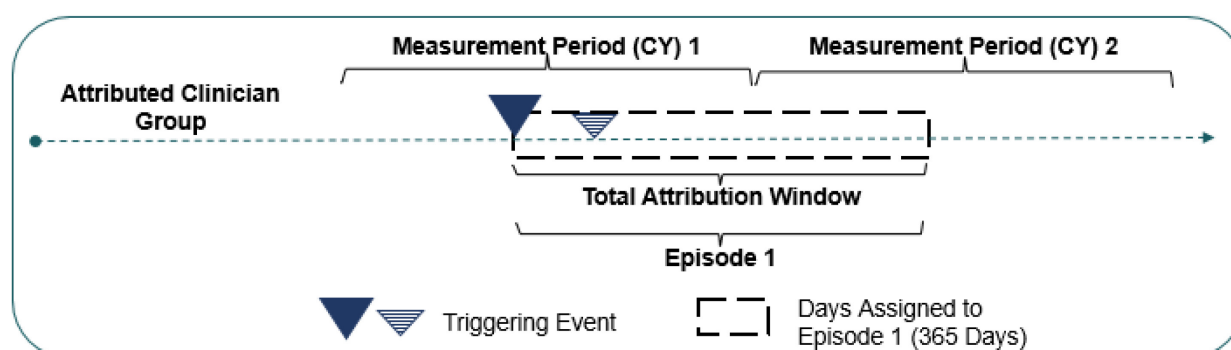 Measurement Period (CY) 1
Measurement Period (CY) 2
Attributed Clinician
Group
Total Attribution Window
Episode 1
Triggering Event
Days Assigned to
Episode 1 (365 Days)